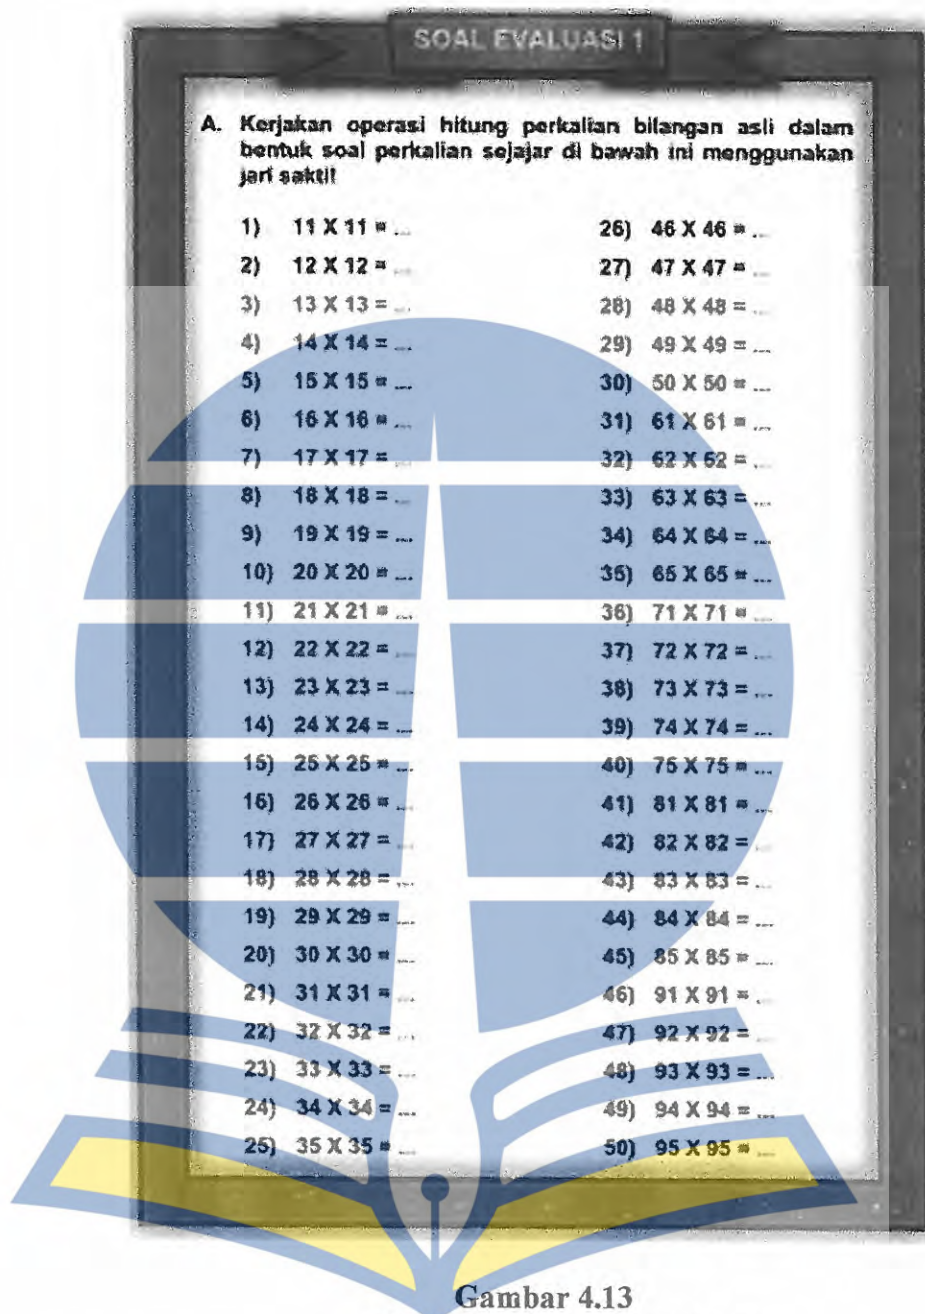 SOAL EVALUASI 1
A. Kerjakan operasi hitung perkalian bilangan asli dalam
bentuk soal perkalian sejajar di bawah ini menggunakan
jari sakti!
1) 11 X 11 = ...
2) 12 X 12 = ...
3) 13 X 13 = ...
4) 14 X 14 = ...
5) 15 X 15 = ...
6) 16 X 16 = ...
7) 17 X 17 = ...
8) 18 X 18 = ...
9) 19 X 19 = ...
10) 20 X 20 = ...
11) 21 X 21 = ...
12) 22 X 22 = ...
13) 23 X 23 = ...
14) 24 X 24 = ...
15) 25 X 25 = ...
16) 26 X 26 = ...
17) 27 X 27 = ...
18) 28 X 28 = ...
19) 29 X 29 = ...
20) 30 X 30 = ...
21) 31 X 31 = ...
22) 32 X 32 = ...
23) 33 X 33 = ...
24) 34 X 34 = ...
25) 35 X 35 = ...
26) 46 X 46 = ...
27) 47 X 47 = ...
28) 48 X 48 = ...
29) 49 X 49 = ...
30) 50 X 50 = ...
31) 61 X 61 = ...
32) 62 X 62 = ...
33) 63 X 63 = ...
34) 64 X 64 = ...
35) 65 X 65 = ...
36) 71 X 71 = ...
37) 72 X 72 = ...
38) 73 X 73 = ...
39) 74 X 74 = ...
40) 75 X 75 = ...
41) 81 X 81 = ...
42) 82 X 82 = ...
43) 83 X 83 = ...
44) 84 X 84 = ...
45) 85 X 85 = ...
46) 91 X 91 = ...
47) 92 X 92 = ...
48) 93 X 93 = ...
49) 94 X 94 = ...
50) 95 X 95 = ...
Gambar 4.13